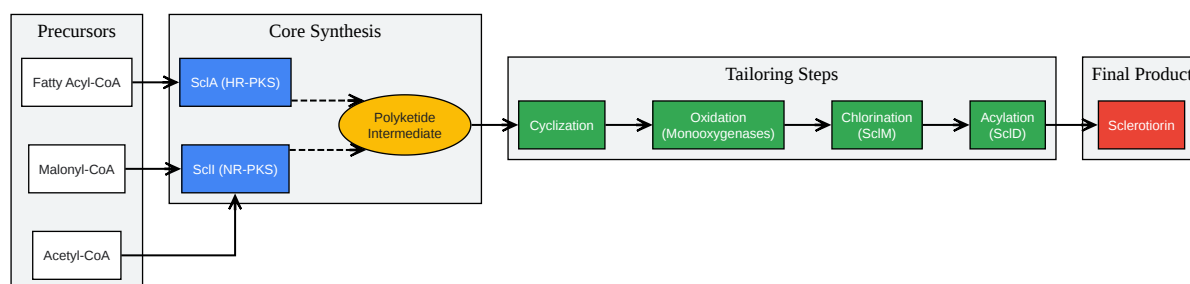 Precursors
Fatty Acyl-CoA
Malonyl-CoA
Acetyl-CoA
Core Synthesis
SclA (HR-PKS)
SclI (NR-PKS)
Polyketide
Intermediate
Tailoring Steps
Cyclization
Oxidation
(Monooxygenases)
Chlorination
(SclM)
Acylation
(SclD)
Final Product
Sclerotiorin